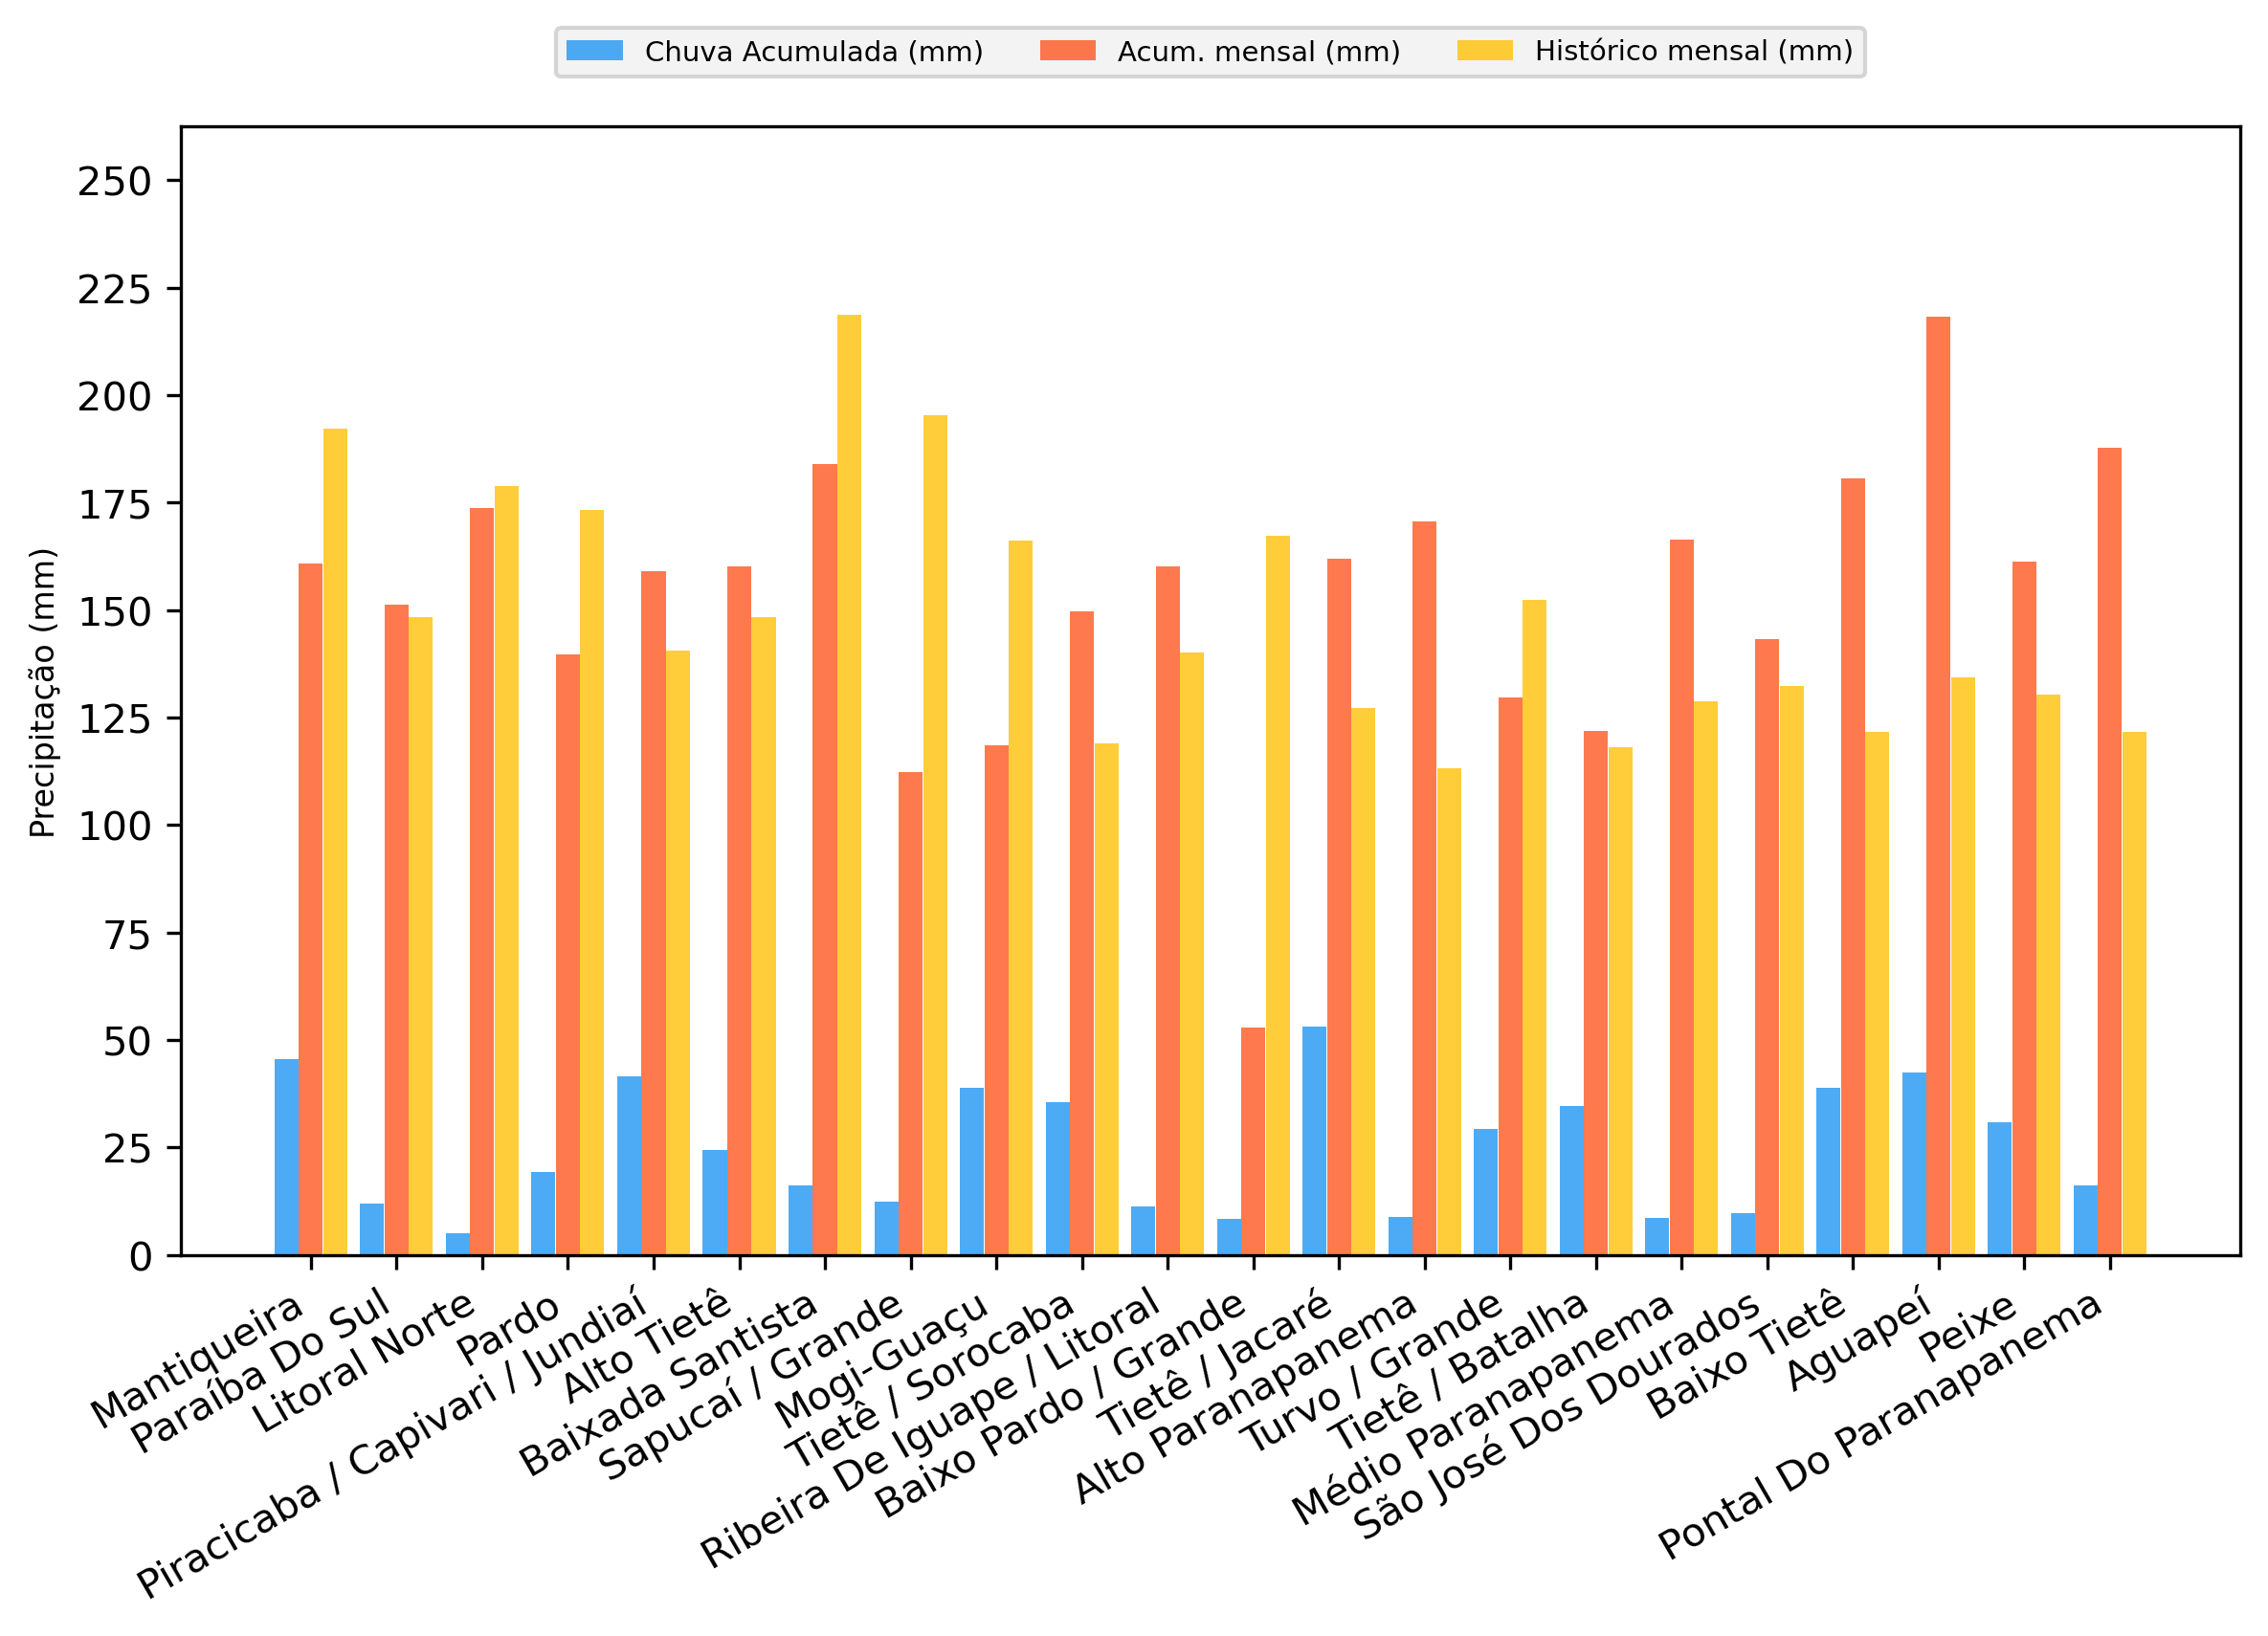 Chuva Acumulada (mm) Acum. mensal (mm) Histórico mensal (mm)
Precipitação (mm)
250
225
200
175
150
125
100
75
50
25
0
Mantiqueira
Paraíba Do Sul
Litoral Norte
Pardo
Piracicaba / Capivari / Jundiaí
Alto Tietê
Baixada Santista
Sapucaí / Grande
Mogi-Guaçu
Tietê / Sorocaba
Ribeira De Iguape / Litoral
Baixo Pardo / Grande
Tietê / Jacaré
Alto Paranapanema
Turvo / Grande
Tietê / Batalha
Médio Paranapanema
São José Dos Dourados
Baixo Tietê
Aguapeí
Peixe
Pontal Do Paranapanema